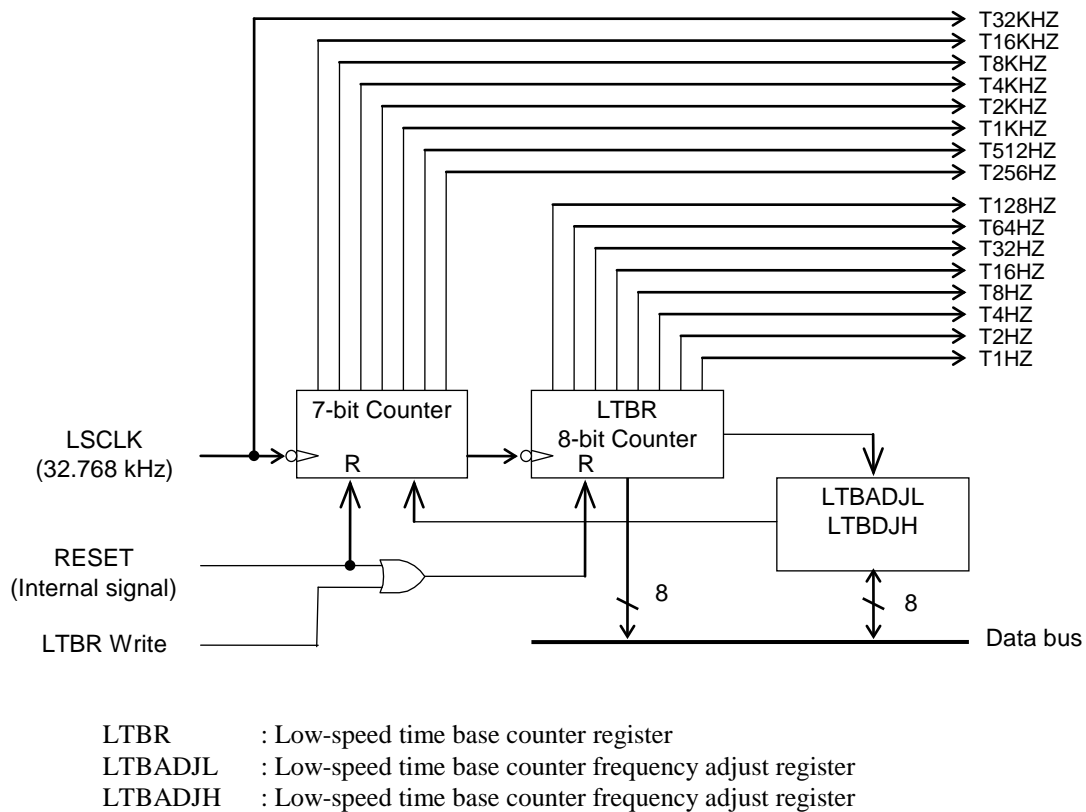 T32KHZ
T16KHZ
T8KHZ
T4KHZ
T2KHZ
T1KHZ
T512HZ
T256HZ
T128HZ
T64HZ
T32HZ
T16HZ
T8HZ
T4HZ
T2HZ
T1HZ
7-bit Counter
R
LTBR
8-bit Counter
R
LSCLK
(32.768 kHz)
LTBADJL
LTBDJH
RESET
(Internal signal)
8
8
LTBR Write
Data bus
LTBR : Low-speed time base counter register
LTBADJL : Low-speed time base counter frequency adjust register
LTBADJH : Low-speed time base counter frequency adjust register